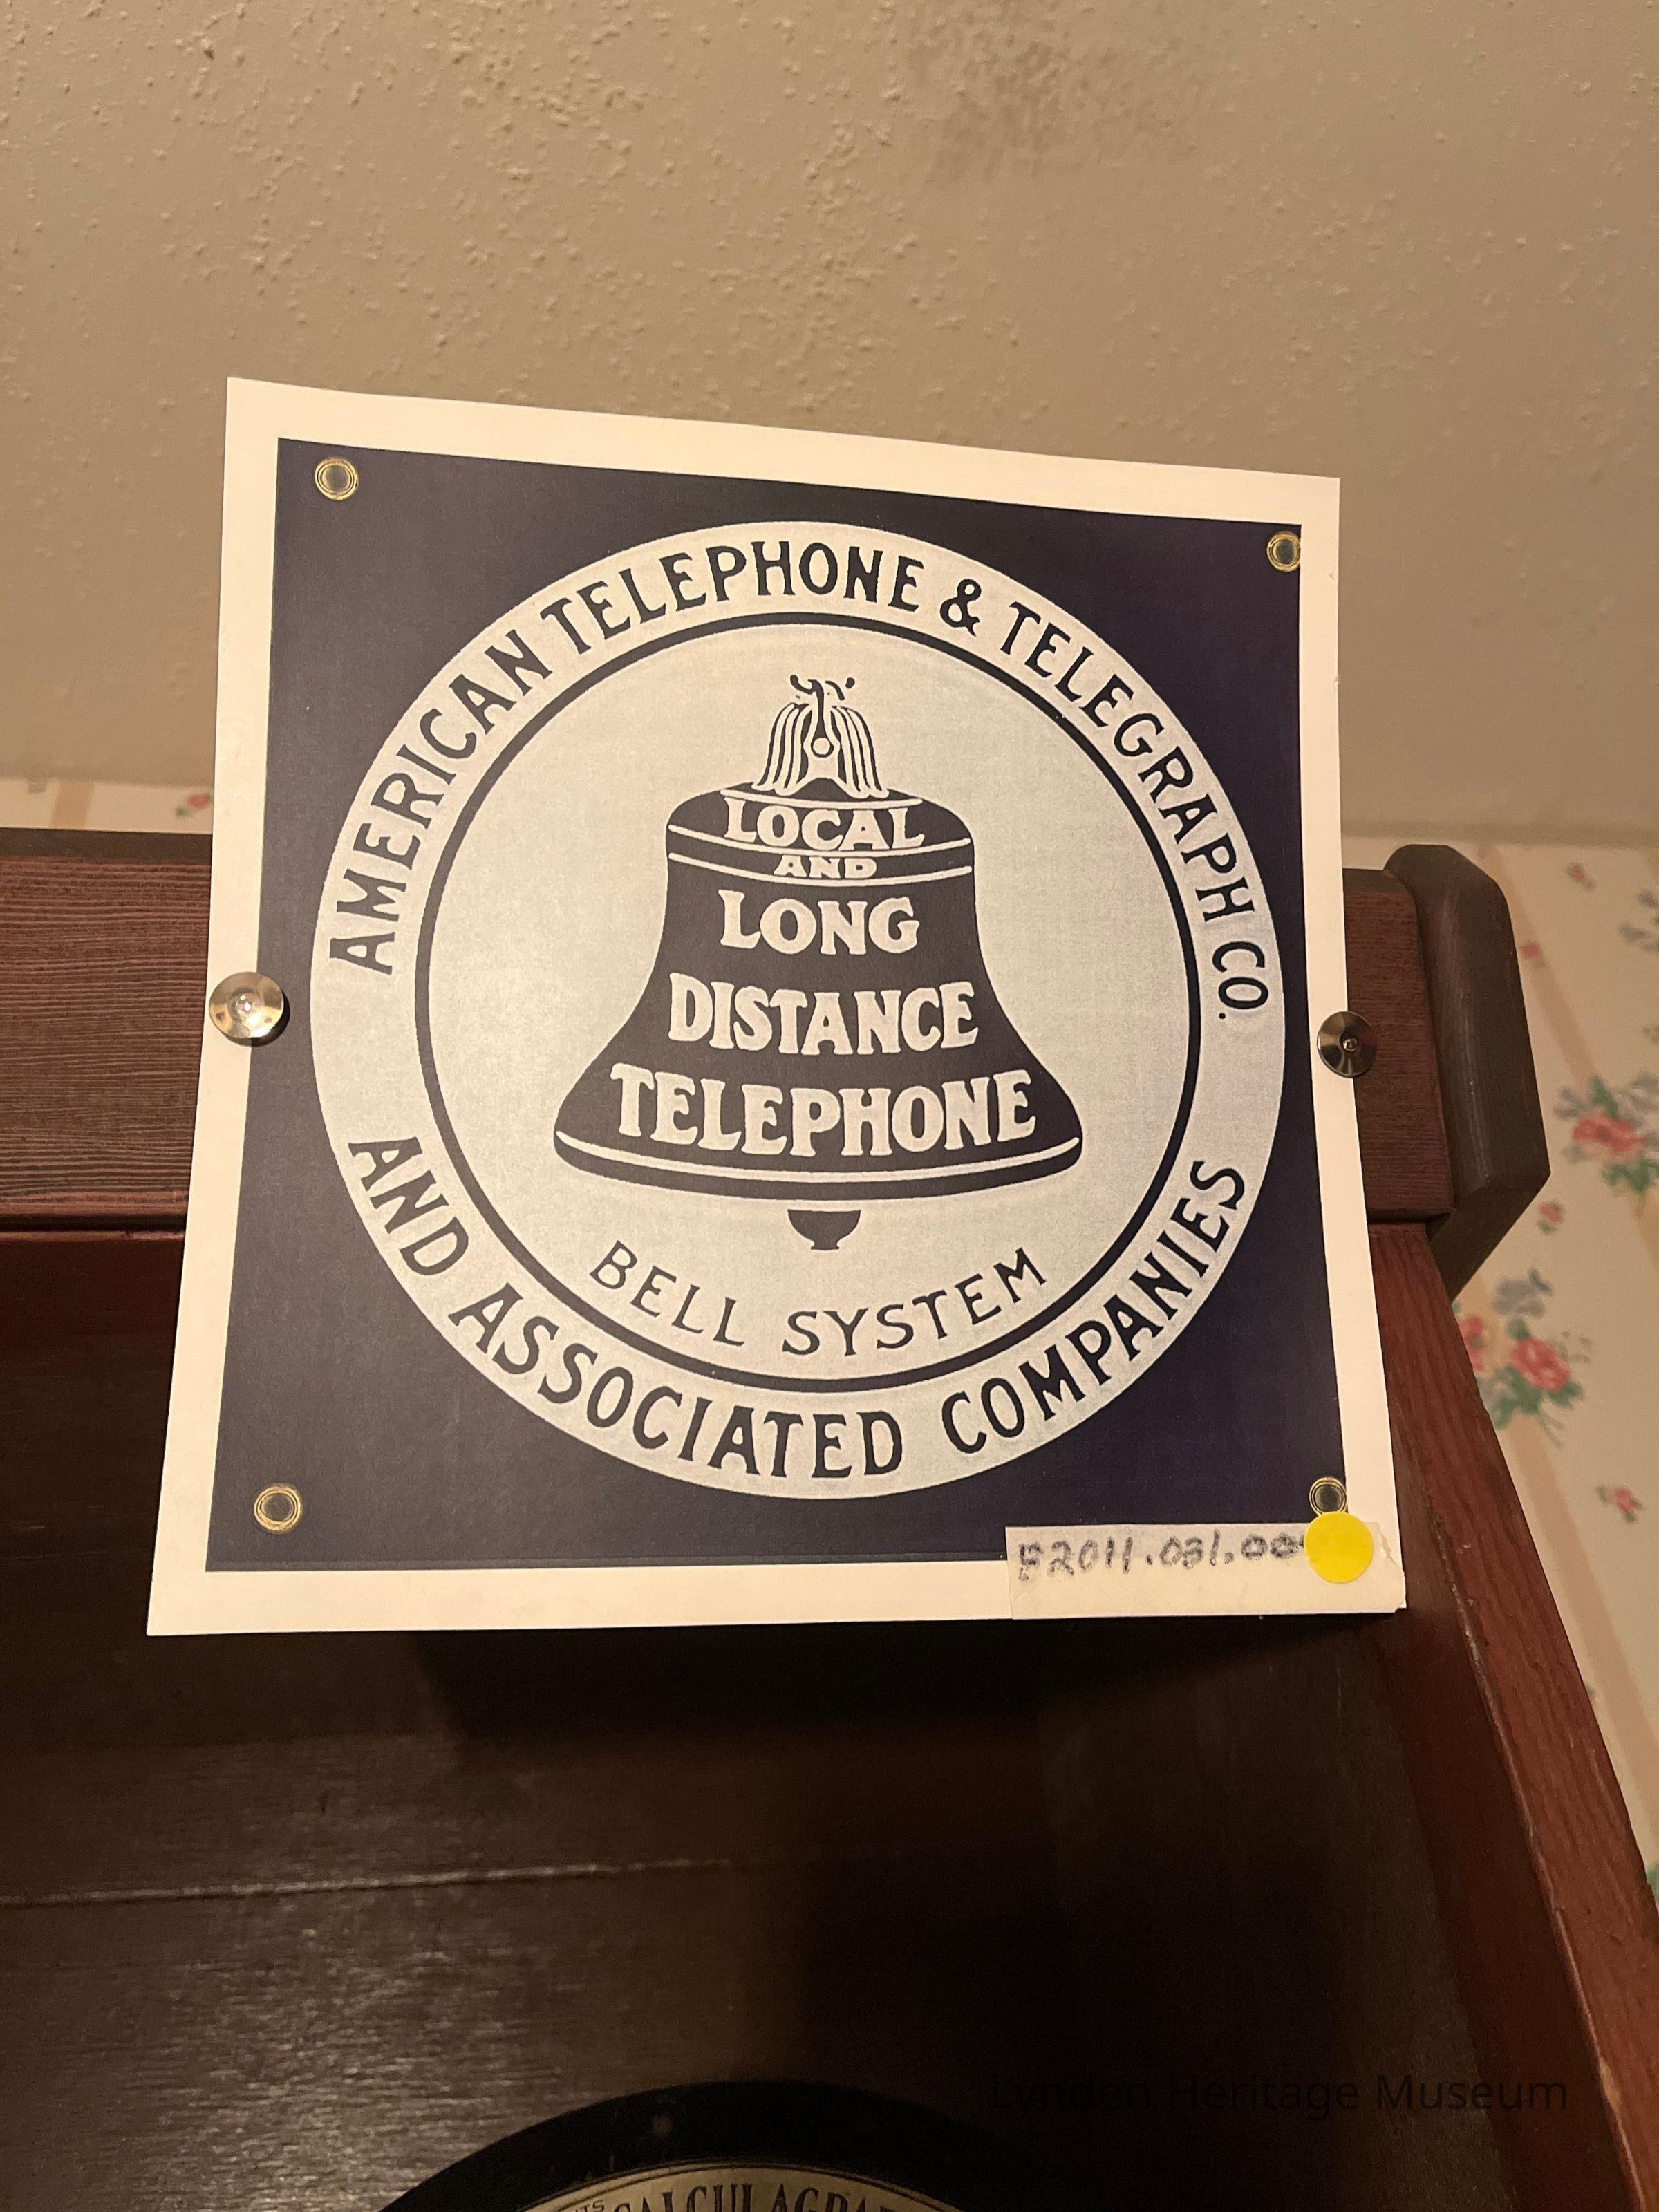 AMERICAN TELEPHONE & TELEGRAPH CO.
LOCAL
AND
LONG
DISTANCE
TELEPHONE
BELL SYSTEM
AND ASSOCIATED COMPANIES
Lynden Heritage Museum